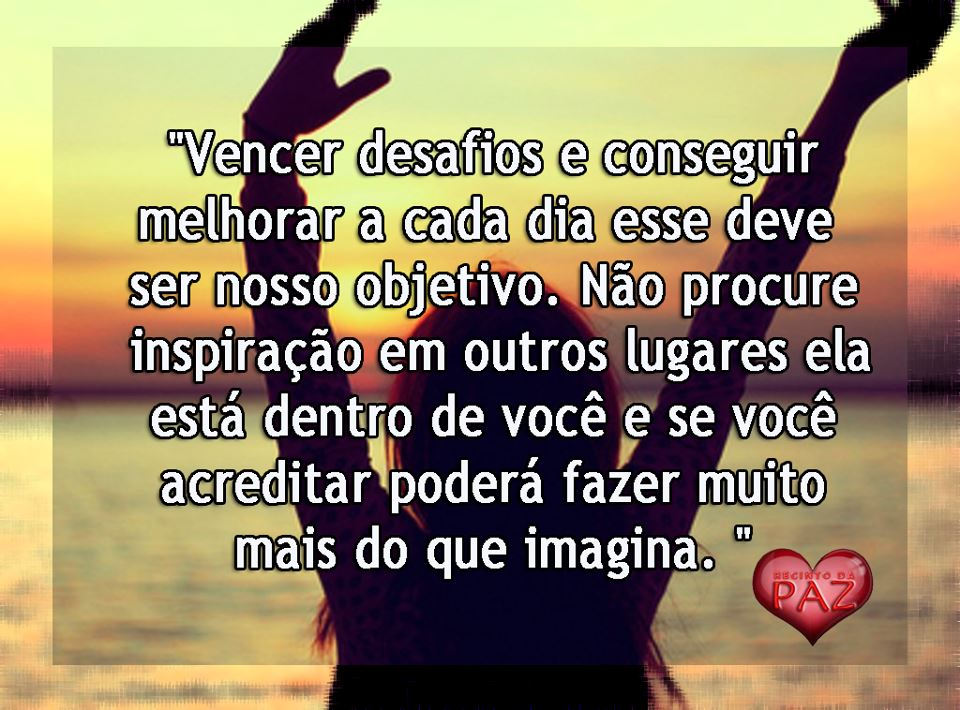 "Vencer desafios e conseguir
melhorar a cada dia esse deve
ser nosso objetivo. Não procure
inspiração em outros lugares ela
está dentro de você e se você
acreditar poderá fazer muito
mais do que imagina. "
RECINTO DA
PAZ